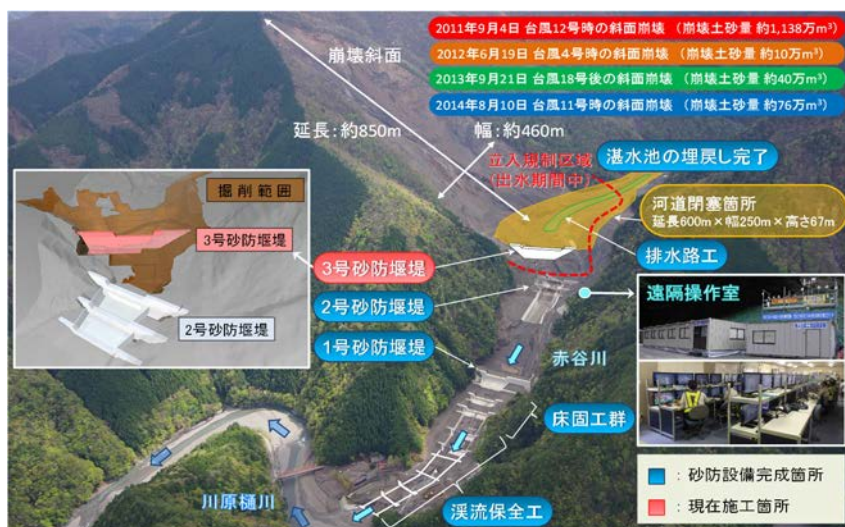 2011年9月4日 台風12号時の斜面崩壊 （崩壊土砂量 約1,138万m³）
2012年6月19日 台風4号時の斜面崩壊 （崩壊土砂量 約10万m³）
2013年9月21日 台風18号後の斜面崩壊 （崩壊土砂量 約40万m³）
2014年8月10日 台風11号時の斜面崩壊 （崩壊土砂量 約76万m³）
崩壊斜面
延長：約850m
幅：約460m
立入規制区域
（出水期間中）
湛水池の埋戻し完了
河道閉塞箇所
延長600m×幅250m×高さ67m
排水路工
掘削範囲
3号砂防堰堤
2号砂防堰堤
3号砂防堰堤
2号砂防堰堤
1号砂防堰堤
遠隔操作室
赤谷川
床固工群
川原樋川
渓流保全工
：砂防設備完成箇所
：現在施工箇所